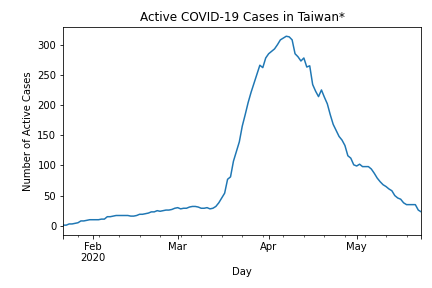 Active COVID-19 Cases in Taiwan*
Number of Active Cases
300
250
200
150
100
50
0
Feb
2020
Mar
Apr
May
Day